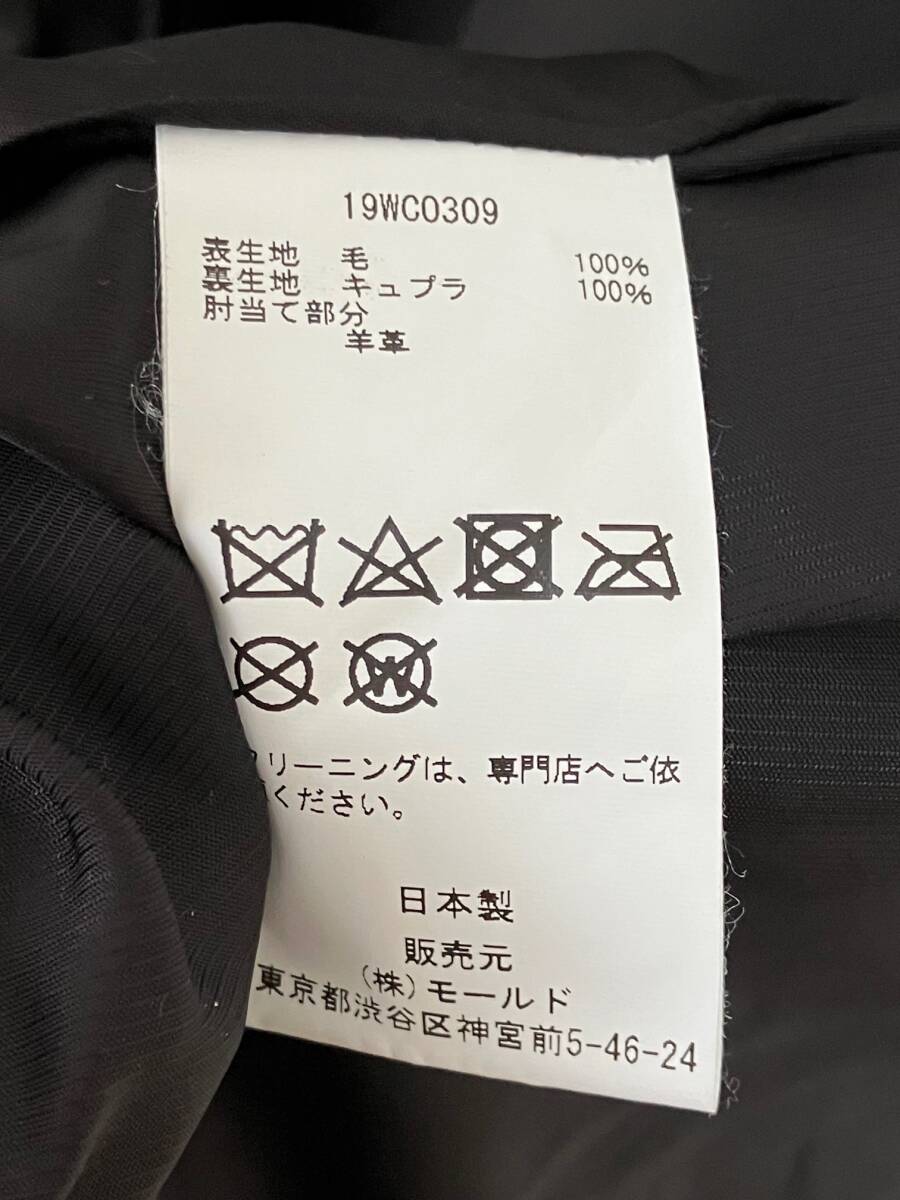 19WC0309
表生地 毛 100%
裏生地 キュプラ 100%
肘当て部分
羊革
W
リーニングは、専門店へご依
ください。
日本製
販売元
(株)モールド
東京都渋谷区神宮前5-46-24